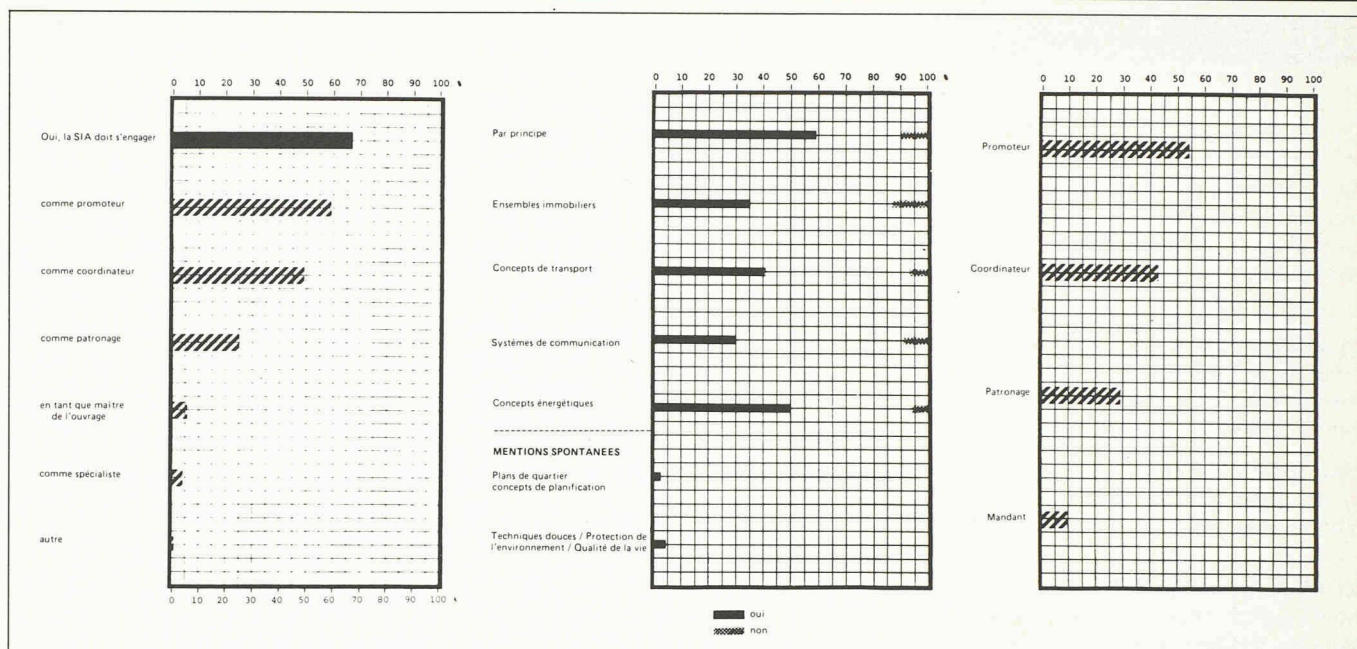 0 10 20 30 40 50 60 70 80 90 100 %
Oui, la SIA doit s'engager
comme promoteur
comme coordinateur
comme patronage
en tant que maître
de l'ouvrage
comme spécialiste
autre
0 10 20 30 40 50 60 70 80 90 100 %
0 10 20 30 40 50 60 70 80 90 100 %
Par principe
Ensembles immobiliers
Concepts de transport
Systèmes de communication
Concepts énergétiques
MENTIONS SPONTANEES
Plans de quartier
concepts de planification
Techniques douces / Protection de
l'environnement / Qualité de la vie
oui
non
0 10 20 30 40 50 60 70 80 90 100
Promoteur
Coordinateur
Patronage
Mandant